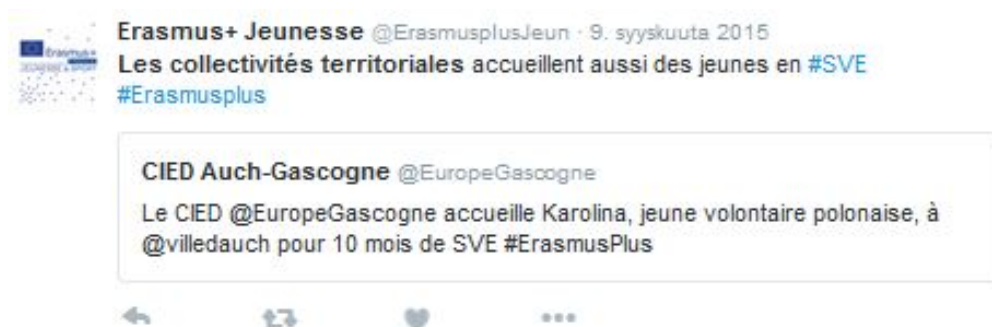 Erasmus+ Jeunesse @ErasmusplusJeun · 9. syyskuuta 2015
Les collectivités territoriales accueillent aussi des jeunes en #SVE
#Erasmusplus
CIED Auch-Gascogne @EuropeGascogne
Le CIED @EuropeGascogne accueille Karolina, jeune volontaire polonaise, à
@villedauch pour 10 mois de SVE #ErasmusPlus